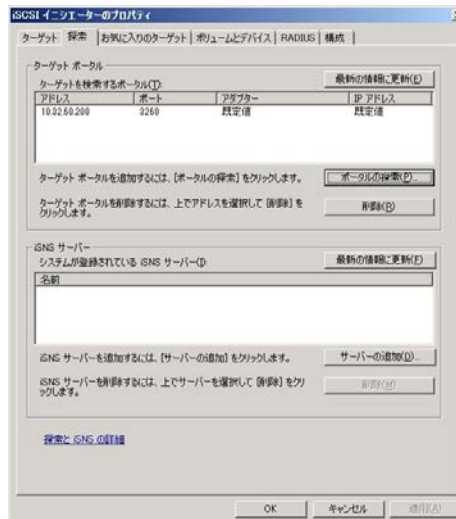 iSCSI イニシエーターのプロパティ
ターゲット 探索 お気に入りのターゲット ボリュームとデバイス RADIUS 構成
ターゲット ポータル
ターゲットを検索するポータル(T): 最新の情報に更新(E)
アドレス ポート アダプター IP アドレス
10.32.60.200 3260 既定値 既定値
ターゲット ポータルを追加するには、[ポータルの探索] をクリックします。 ポータルの探索(P)...
ターゲット ポータルを削除するには、上でアドレスを選択して [削除] を 削除(R)
クリックします。
iSNS サーバー
システムが登録されている iSNS サーバー(I): 最新の情報に更新(F)
名前
iSNS サーバーを追加するには、[サーバーの追加] をクリックします。 サーバーの追加(D)...
iSNS サーバーを削除するには、上でサーバーを選択して [削除] をクリ 削除(M)
ックします。
探索と iSNS の詳細
OK キャンセル 適用(A)